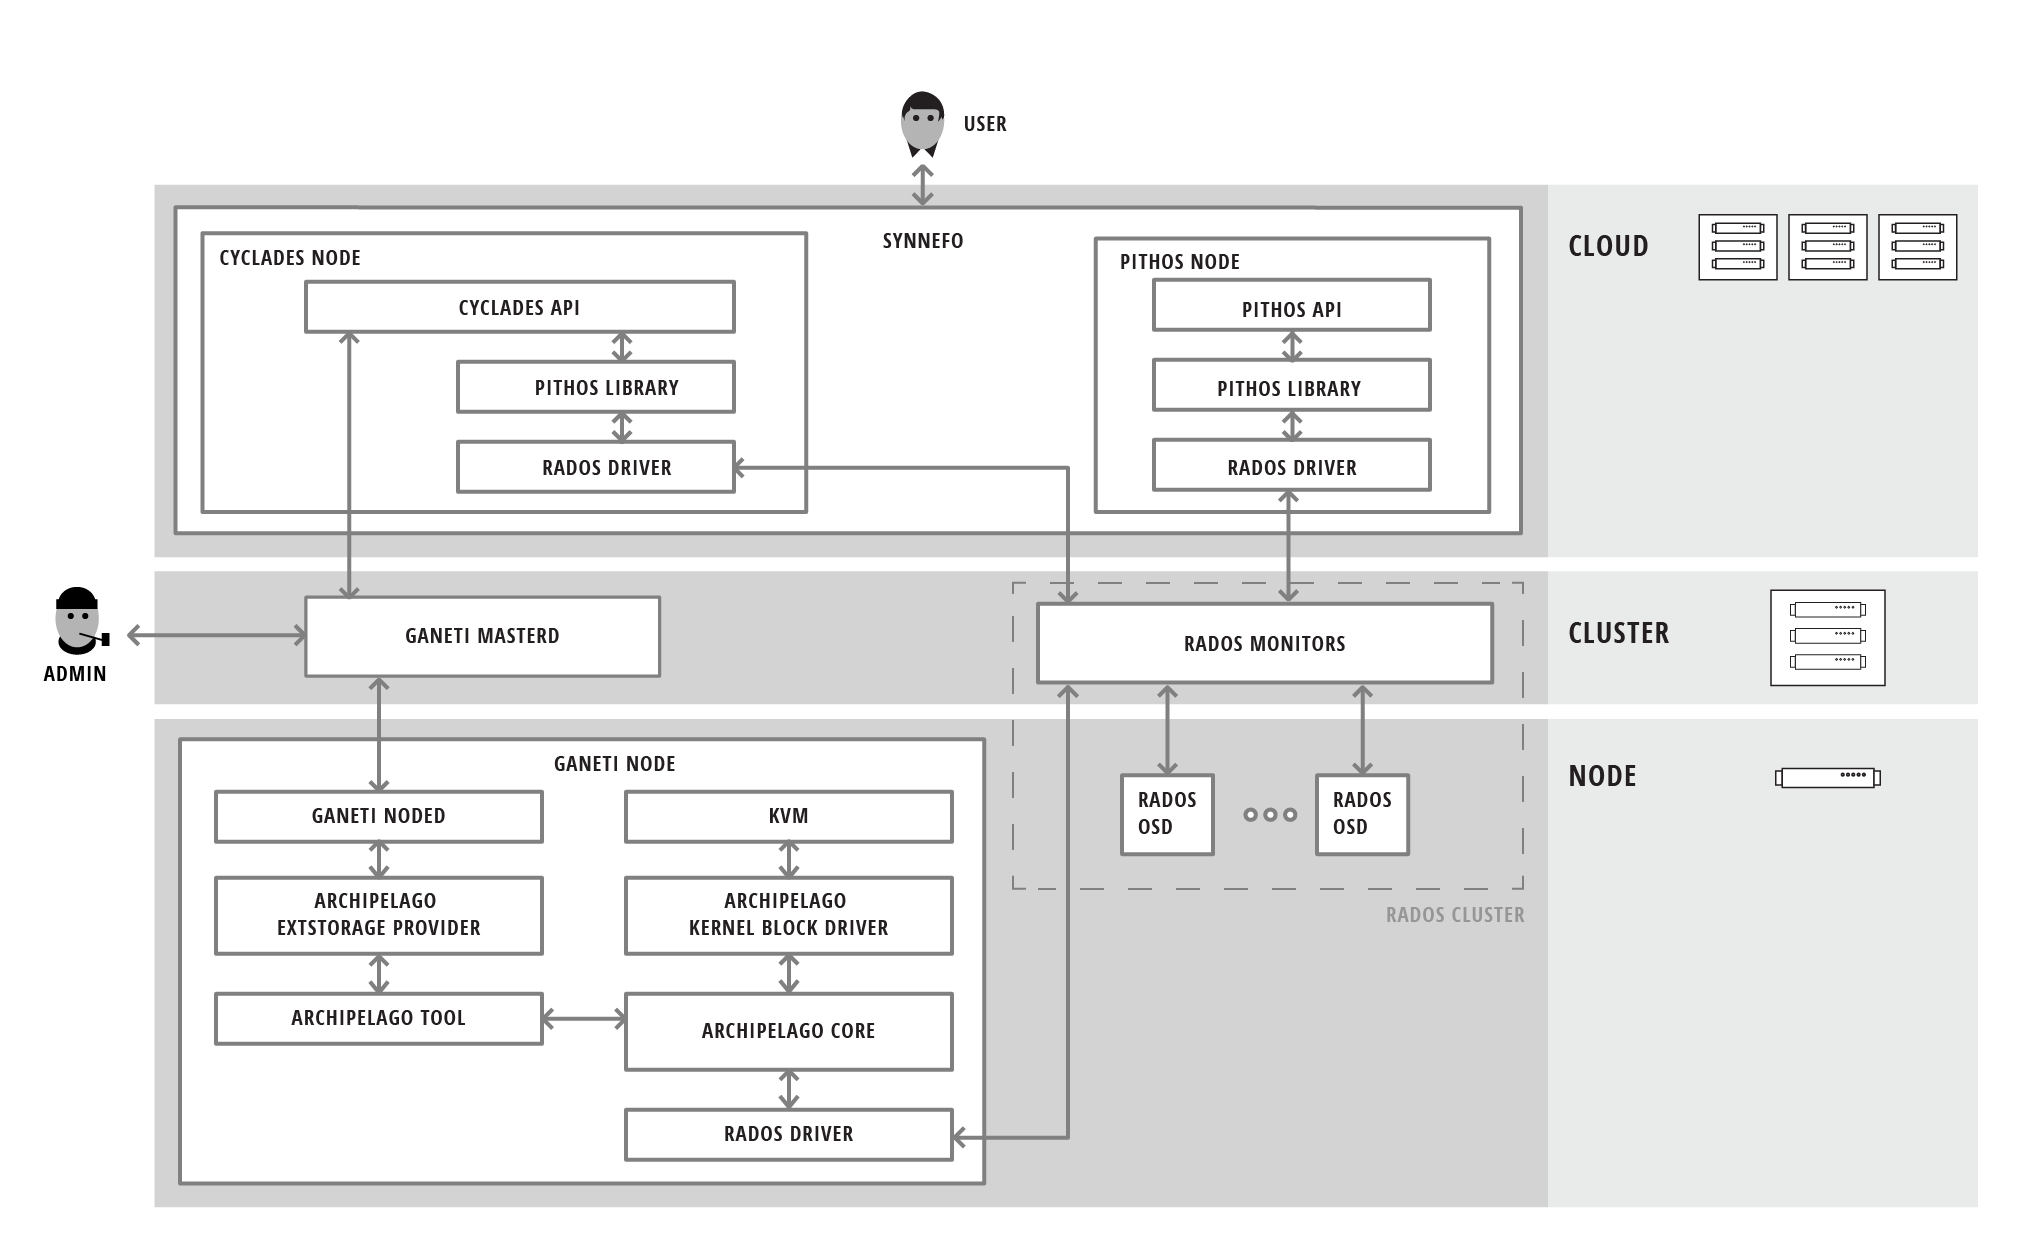 USER
SYNNEFO
CLOUD
CYCLADES NODE
CYCLADES API
PITHOS LIBRARY
RADOS DRIVER
PITHOS NODE
PITHOS API
PITHOS LIBRARY
RADOS DRIVER
ADMIN
GANETI MASTERD
RADOS MONITORS
CLUSTER
GANETI NODE
GANETI NODED
ARCHIPELAGO
EXTSTORAGE PROVIDER
ARCHIPELAGO TOOL
KVM
ARCHIPELAGO
KERNEL BLOCK DRIVER
ARCHIPELAGO CORE
RADOS DRIVER
RADOS
OSD
RADOS
OSD
RADOS CLUSTER
NODE